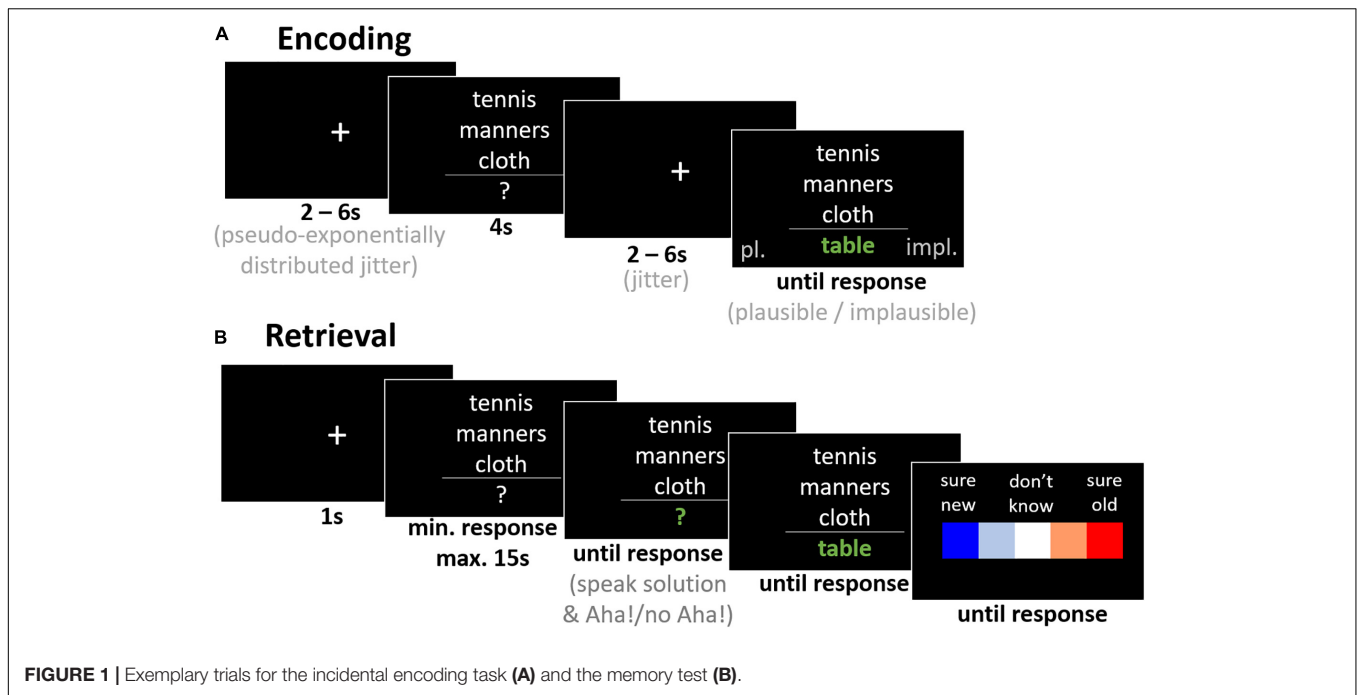 A Encoding
+
2 – 6s
(pseudo-exponentially
distributed jitter)
tennis
manners
cloth
?
4s
+
2 – 6s
(jitter)
tennis
manners
cloth
pl. table impl.
until response
(plausible / implausible)
B Retrieval
+
1s
tennis
manners
cloth
?
min. response
max. 15s
tennis
manners
cloth
?
until response
(speak solution
& Aha!/no Aha!)
tennis
manners
cloth
table
until response
sure don't sure
new know old
until response
FIGURE 1 | Exemplary trials for the incidental encoding task (A) and the memory test (B).